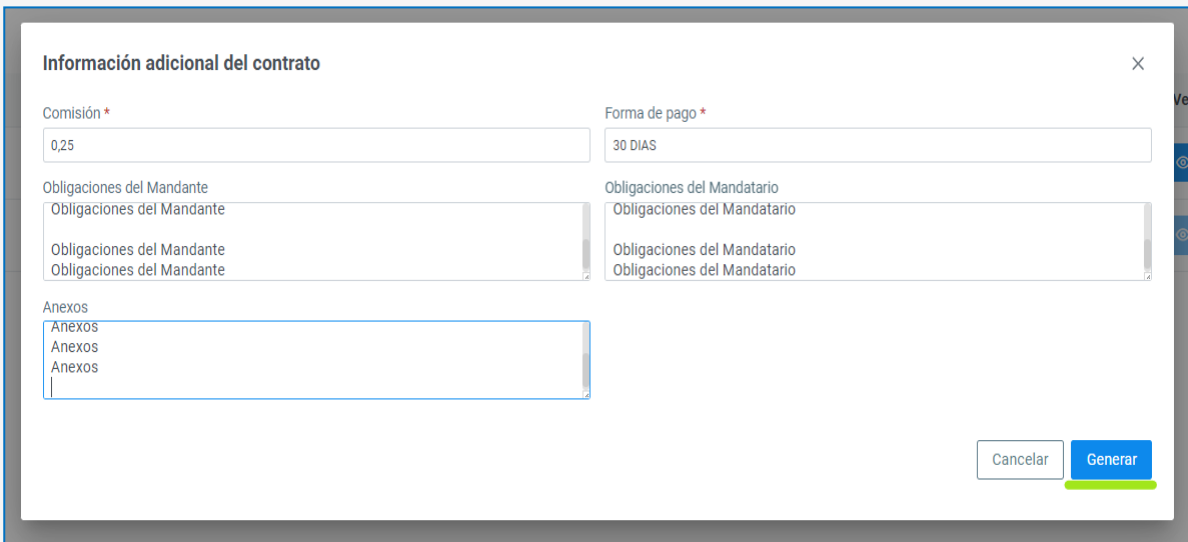 Información adicional del contrato
Ve
Comisión *
Forma de pago *
0,25
30 DIAS
Obligaciones del Mandante
Obligaciones del Mandatario
Obligaciones del Mandante
Obligaciones del Mandante
Obligaciones del Mandante
Obligaciones del Mandatario
Obligaciones del Mandatario
Obligaciones del Mandatario
Anexos
Anexos
Anexos
Anexos
Cancelar
Generar